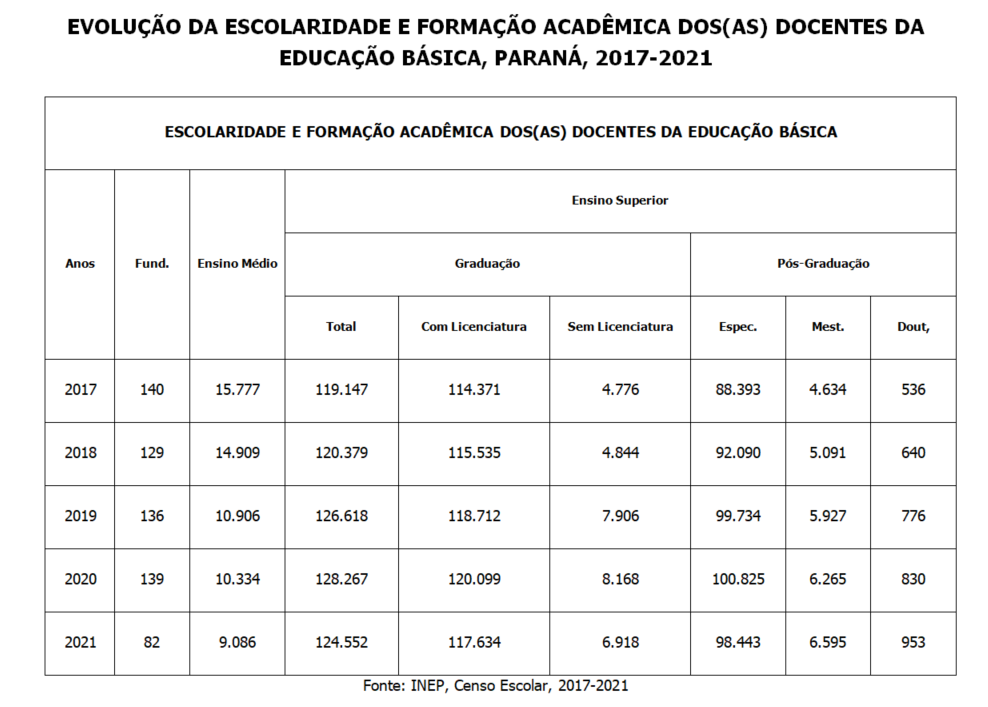 EVOLUÇÃO DA ESCOLARIDADE E FORMAÇÃO ACADÊMICA DOS(AS) DOCENTES DA
EDUCAÇÃO BÁSICA, PARANÁ, 2017-2021
ESCOLARIDADE E FORMAÇÃO ACADÊMICA DOS(AS) DOCENTES DA EDUCAÇÃO BÁSICA
Ensino Superior
Anos Fund. Ensino Médio Graduação Pós-Graduação
Total Com Licenciatura Sem Licenciatura Espec. Mest. Dout,
2017 140 15.777 119.147 114.371 4.776 88.393 4.634 536
2018 129 14.909 120.379 115.535 4.844 92.090 5.091 640
2019 136 10.906 126.618 118.712 7.906 99.734 5.927 776
2020 139 10.334 128.267 120.099 8.168 100.825 6.265 830
2021 82 9.086 124.552 117.634 6.918 98.443 6.595 953
Fonte: INEP, Censo Escolar, 2017-2021